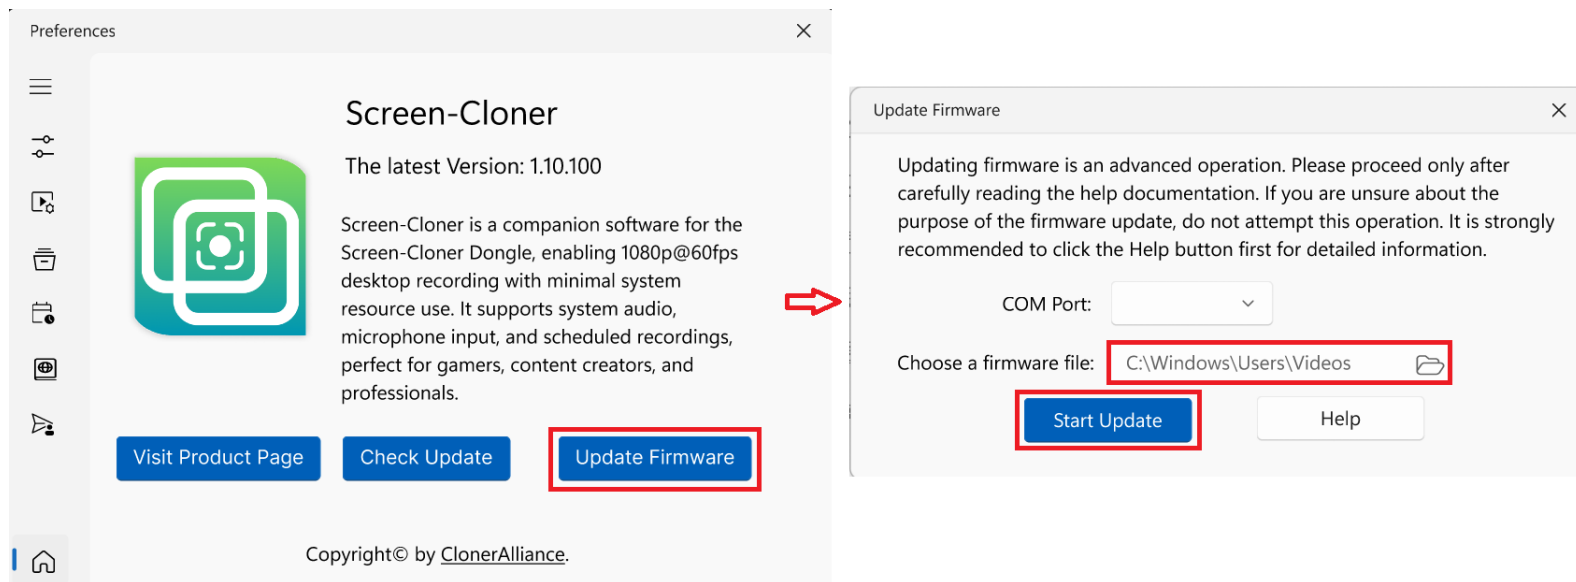 Preferences
Screen-Cloner
The latest Version: 1.10.100
Screen-Cloner is a companion software for the
Screen-Cloner Dongle, enabling 1080p@60fps
desktop recording with minimal system
resource use. It supports system audio,
microphone input, and scheduled recordings,
perfect for gamers, content creators, and
professionals.
Visit Product Page
Check Update
Update Firmware
Copyright© by ClonerAlliance.
Update Firmware
Updating firmware is an advanced operation. Please proceed only after
carefully reading the help documentation. If you are unsure about the
purpose of the firmware update, do not attempt this operation. It is strongly
recommended to click the Help button first for detailed information.
COM Port:
Choose a firmware file: C:\Windows\Users\Videos
Start Update
Help